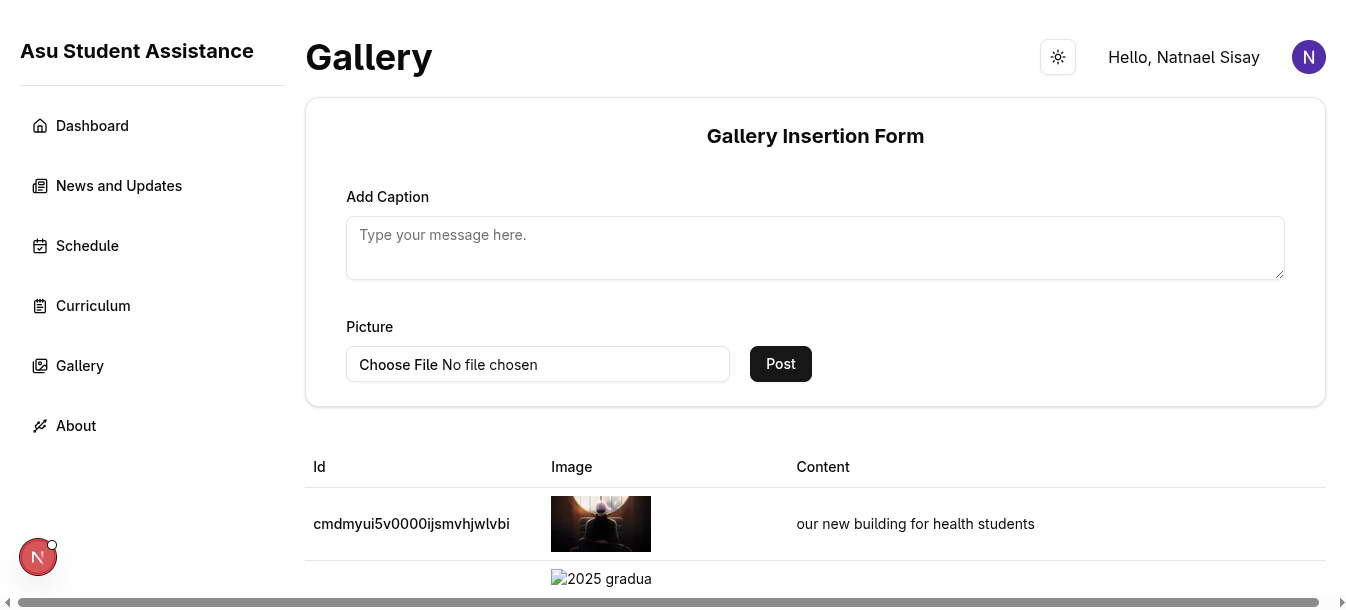 Asu Student Assistance
Gallery
Hello, Natnael Sisay
N
Dashboard
News and Updates
Schedule
Curriculum
Gallery
About
N
Gallery Insertion Form
Add Caption
Type your message here.
Picture
Choose File No file chosen
Post
Id Image Content
cmdmyui5v0000ijsmvhjwlvbi our new building for health students
2025 gradua